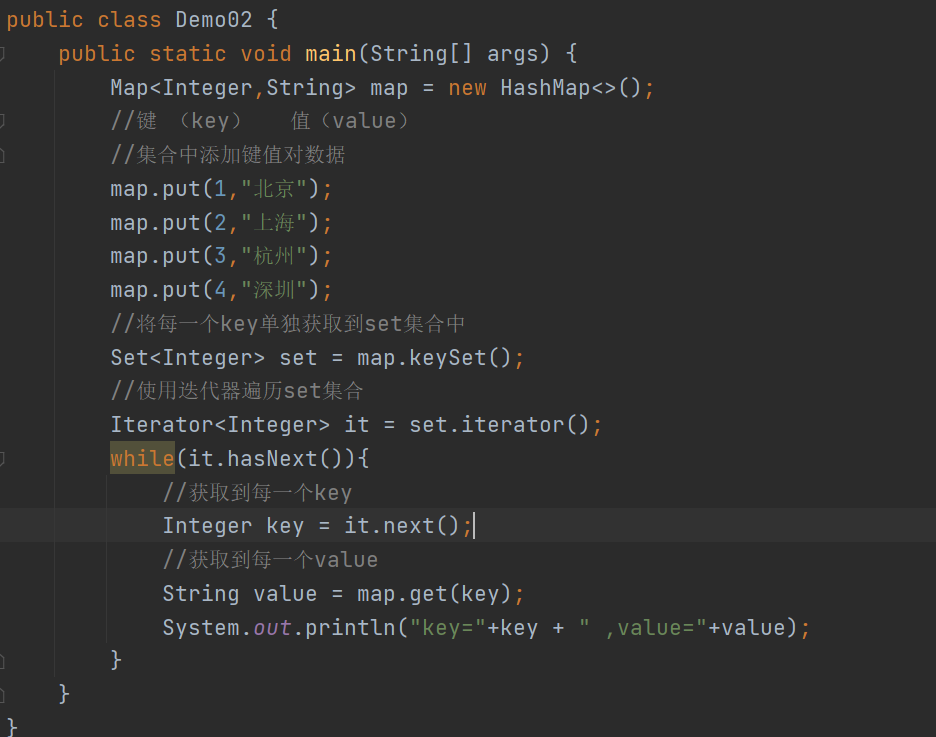 public class Demo02 {
public static void main(String[] args) {
Map<Integer,String> map = new HashMap<>();
//键 （key）   值（value）
//集合中添加键值对数据
map.put(1,"北京");
map.put(2,"上海");
map.put(3,"杭州");
map.put(4,"深圳");
//将每一个key单独获取到set集合中
Set<Integer> set = map.keySet();
//使用迭代器遍历set集合
Iterator<Integer> it = set.iterator();
while(it.hasNext()){
//获取到每一个key
Integer key = it.next();
//获取到每一个value
String value = map.get(key);
System.out.println("key="+key + " ,value="+value);
}
}
}